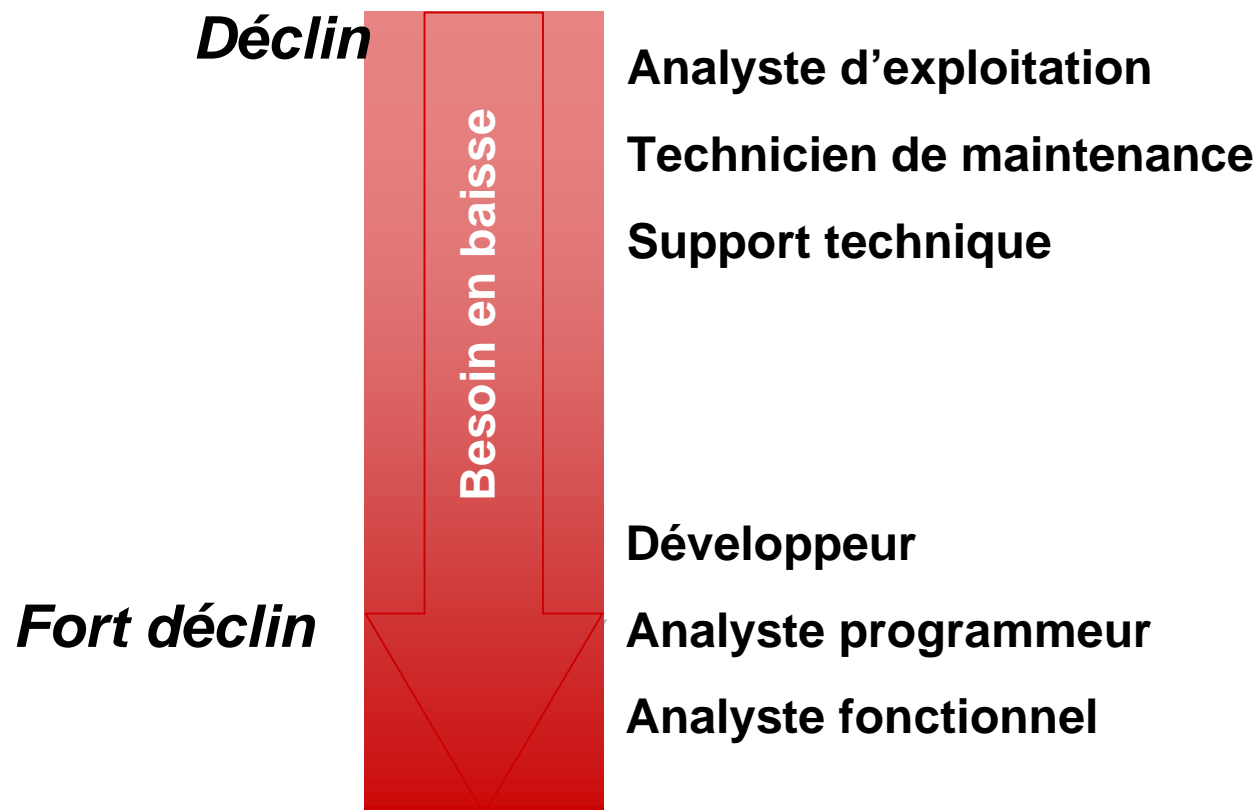 Déclin
Analyste d’exploitation
Technicien de maintenance
Support technique
Besoin en baisse
Développeur
Fort déclin
Analyste programmeur
Analyste fonctionnel